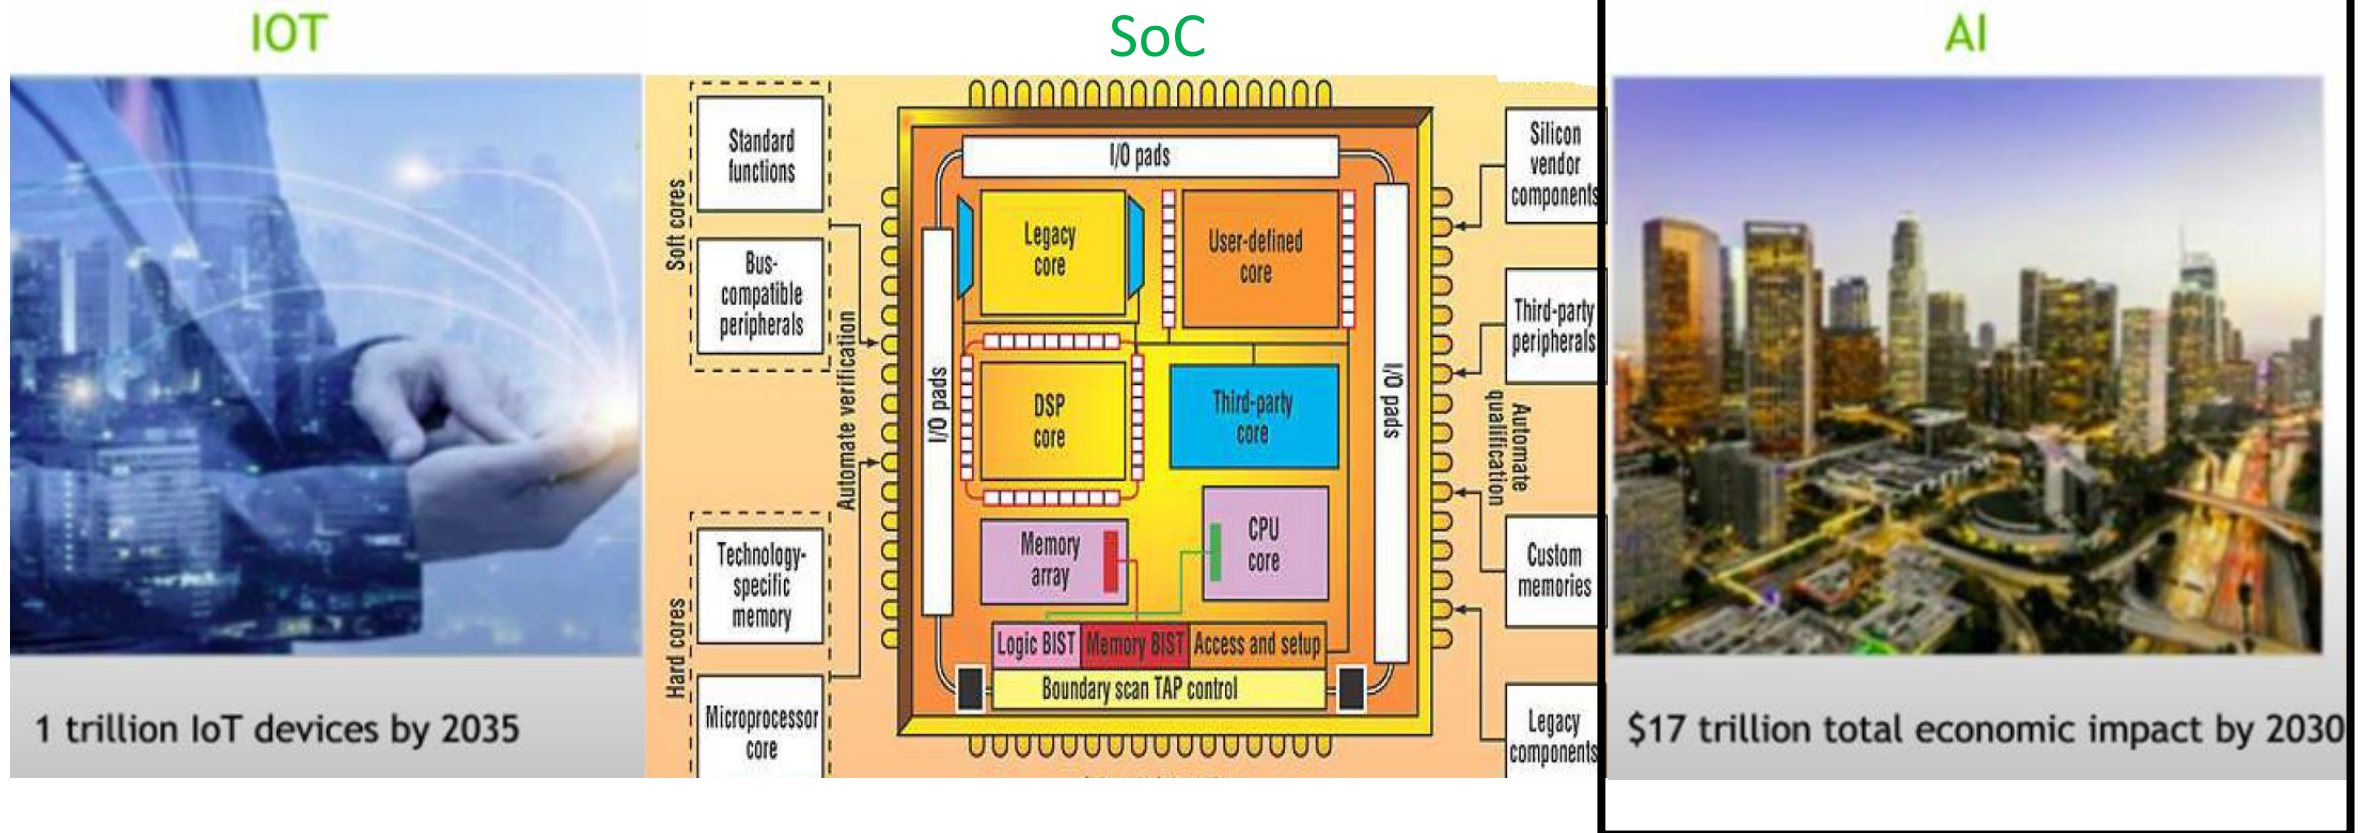 IOT
1 trillion IoT devices by 2035
SoC
Soft cores
Standard
functions
Bus-
compatible
peripherals
Automate verification
Hard cores
Technology-
specific
memory
Microprocessor
core
I/O pads
I/O pads
I/O pads
Legacy
core
User-defined
core
DSP
core
Third-party
core
Memory
array
CPU
core
Logic BIST
Memory BIST
Access and setup
Boundary scan TAP control
Silicon
vendor
components
Third-party
peripherals
Automate
qualification
Custom
memories
Legacy
components
AI
$17 trillion total economic impact by 2030